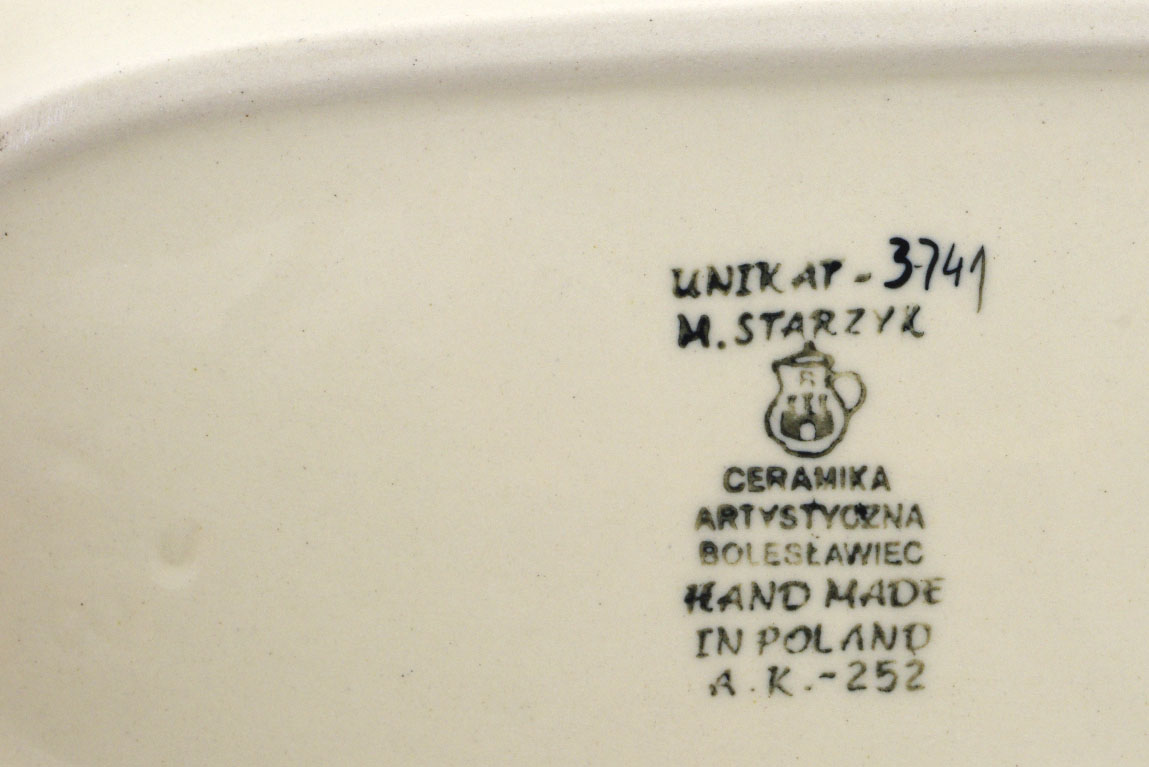 UNIKAT - 3741
M. STARZYK
CERAMIKA
ARTYSTYCZNA
BOLESŁAWIEC
HAND MADE
IN POLAND
A. K. - 252